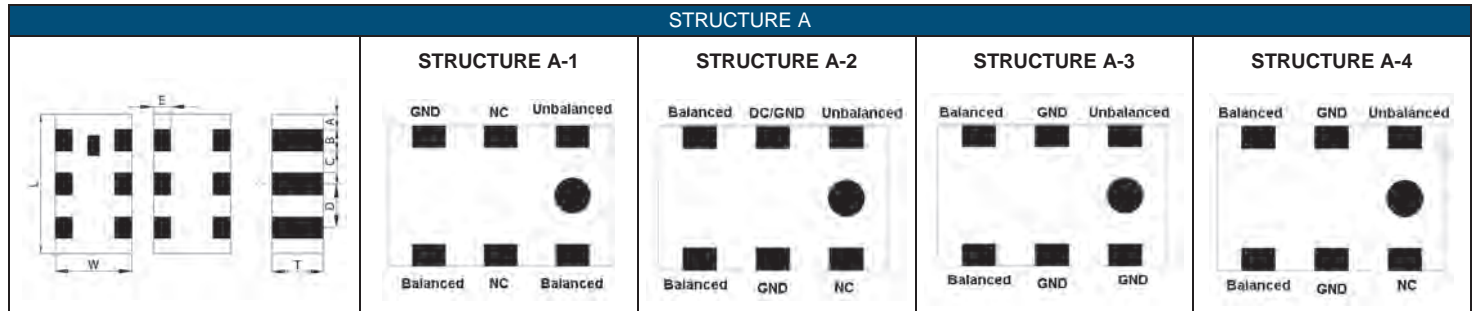 STRUCTURE A
E
A
B
C
D
L
W
T
STRUCTURE A-1
GND NC Unbalanced
Balanced NC Balanced
STRUCTURE A-2
Balanced DC/GND Unbalanced
Balanced GND NC
STRUCTURE A-3
Balanced GND Unbalanced
Balanced GND GND
STRUCTURE A-4
Balanced GND Unbalanced
Balanced GND NC